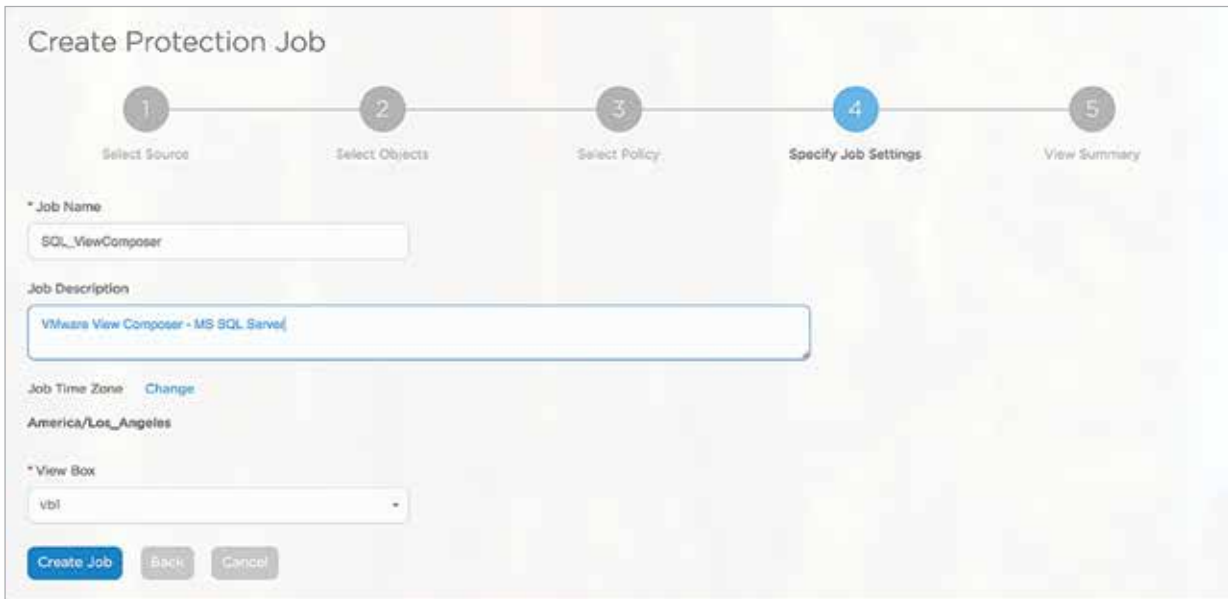 Create Protection Job
1 2 3 4 5
Select Source Select Objects Select Policy Specify Job Settings View Summary
* Job Name
SQL_ViewComposer
Job Description
VMware View Composer - MS SQL Server
Job Time Zone Change
America/Los_Angeles
* View Box
vb1
Create Job Back Cancel